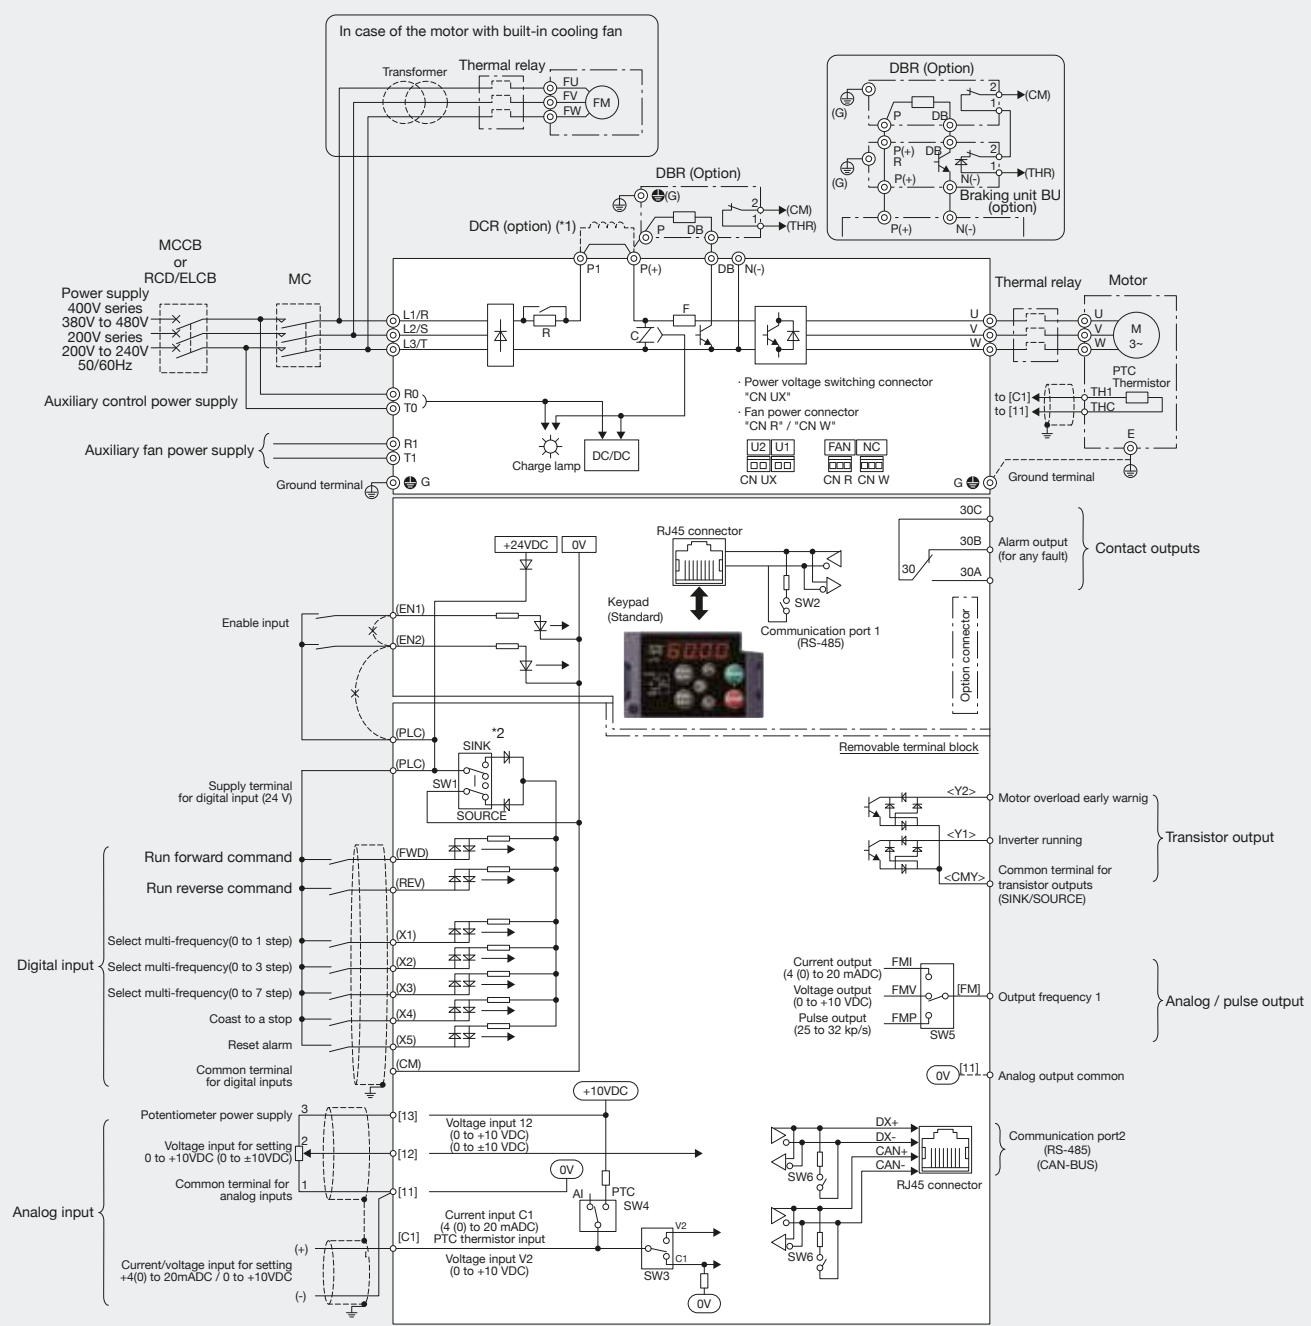 In case of the motor with built-in cooling fan
Transformer
Thermal relay
FU
FV
FW
FM
DBR (Option)
2
(CM)
1
(G)
P
DB
P(+)
R
DB
2
1
(THR)
(G)
P(+)
N(-)
Braking unit BU
(option)
P(+)
N(-)
DBR (Option)
(G)
2
(CM)
1
(THR)
P
DB
DCR (option) (*1)
P1
P(+)
DB
N(-)
MCCB
or
RCD/ELCB
MC
Power supply
400V series
380V to 480V
200V series
200V to 240V
50/60Hz
L1/R
L2/S
L3/T
R
C
F
U
V
W
Thermal relay
Motor
U
V
W
M
3~
PTC
Thermistor
to [C1]
TH1
to [11]
THC
E
Auxiliary control power supply
R0
T0
Auxiliary fan power supply
R1
T1
Ground terminal
G
Charge lamp
DC/DC
· Power voltage switching connector
"CN UX"
· Fan power connector
"CN R" / "CN W"
U2
U1
FAN
NC
CN UX
CN R
CN W
G
Ground terminal
+24VDC
0V
RJ45 connector
SW2
Keypad
(Standard)
60.00
Communication port 1
(RS-485)
30C
30B
30
30A
Alarm output
(for any fault)
Contact outputs
Option connector
Enable input
(EN1)
(EN2)
(PLC)
(PLC)
*2
SINK
SW1
SOURCE
Removable terminal block
Supply terminal
for digital input (24 V)
Digital input
Run forward command
(FWD)
Run reverse command
(REV)
Select multi-frequency(0 to 1 step)
(X1)
Select multi-frequency(0 to 3 step)
(X2)
Select multi-frequency(0 to 7 step)
(X3)
Coast to a stop
(X4)
Reset alarm
(X5)
Common terminal
for digital inputs
(CM)
<Y2>
Motor overload early warnig
<Y1>
Inverter running
<CMY>
Common terminal for
transistor outputs
(SINK/SOURCE)
Transistor output
Current output
(4 (0) to 20 mADC)
FMI
Voltage output
(0 to +10 VDC)
FMV
Pulse output
(25 to 32 kp/s)
FMP
SW5
[FM]
Output frequency 1
Analog / pulse output
0V
[11]
Analog output common
Analog input
Potentiometer power supply
3
[13]
Voltage input for setting
0 to +10VDC (0 to ±10VDC)
2
[12]
Common terminal for
analog inputs
1
[11]
Voltage input 12
(0 to +10 VDC)
(0 to ±10 VDC)
+10VDC
0V
AI
PTC
SW4
[C1]
Current input C1
(4 (0) to 20 mADC)
PTC thermistor input
Voltage input V2
(0 to +10 VDC)
V2
C1
SW3
0V
(+)
Current/voltage input for setting
+4(0) to 20mADC / 0 to +10VDC
(-)
DX+
DX-
CAN+
CAN-
SW6
RJ45 connector
SW6
Communication port2
(RS-485)
(CAN-BUS)